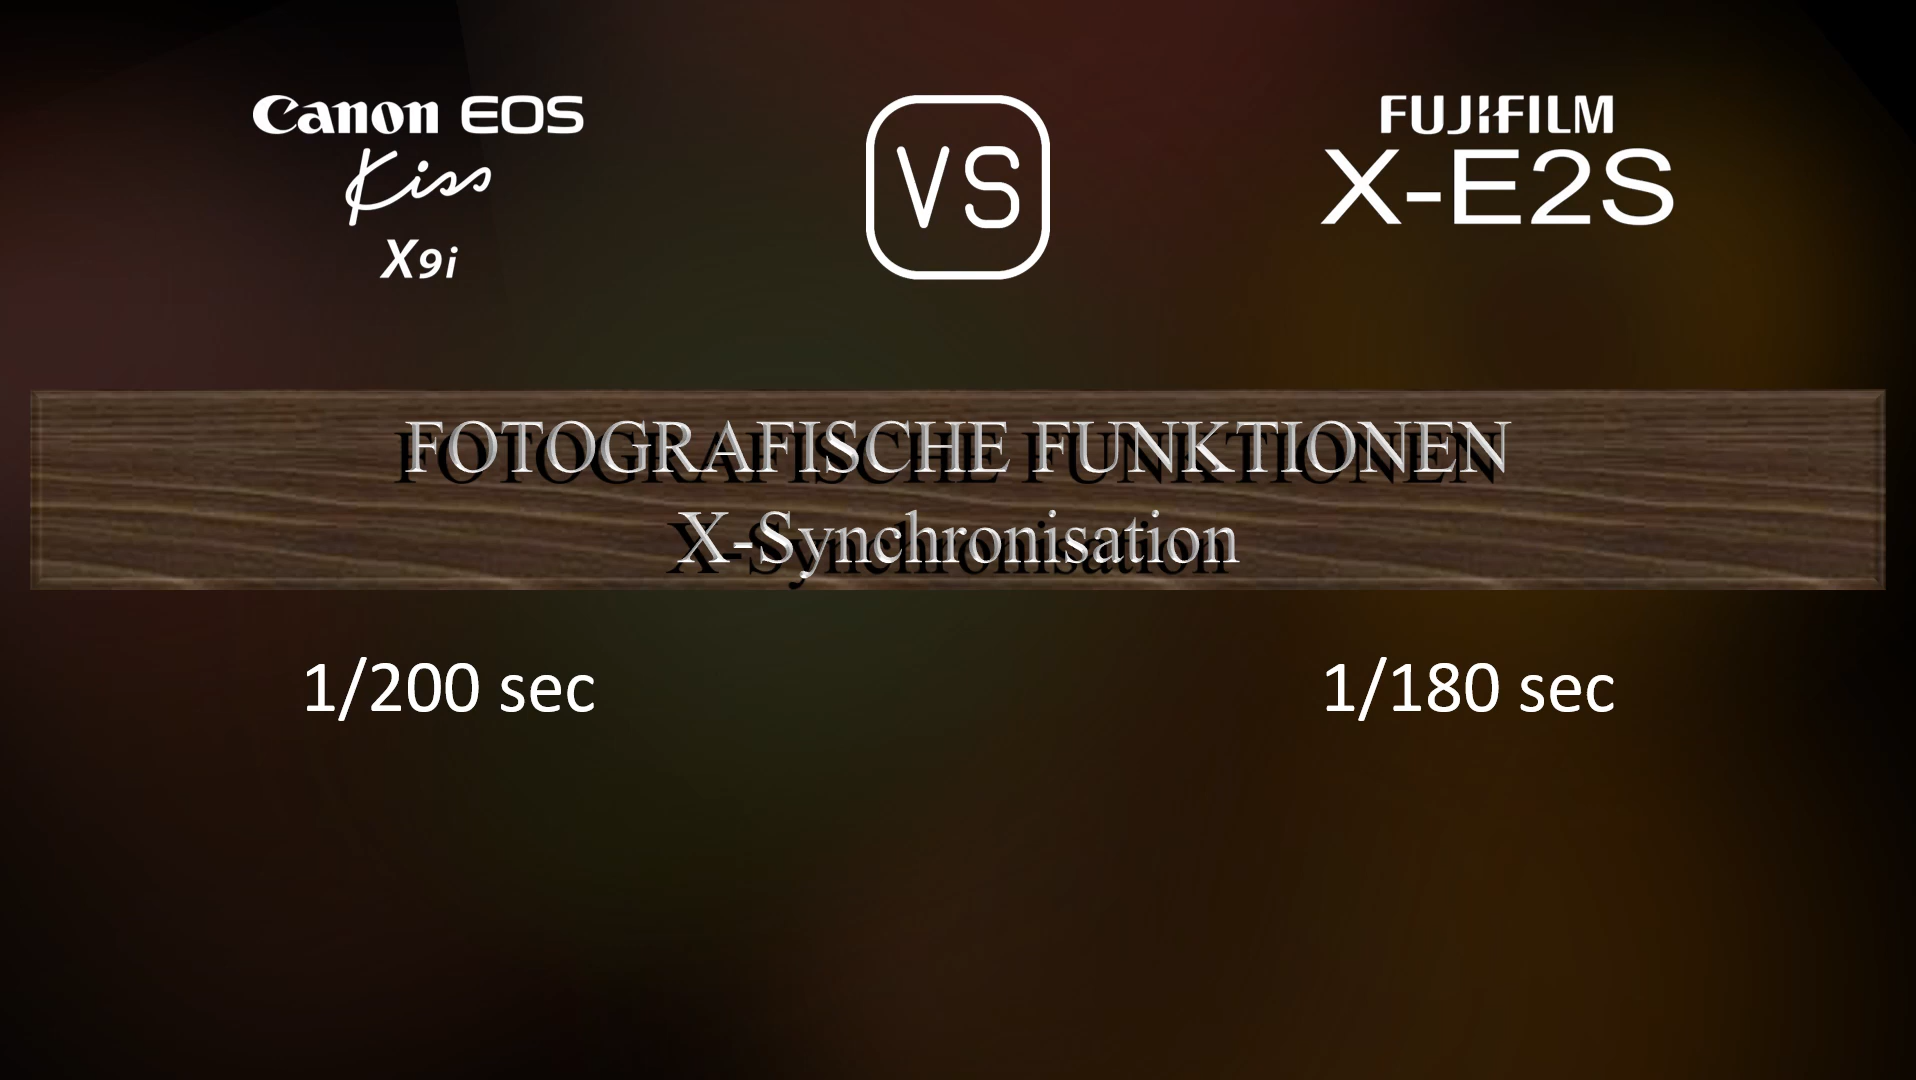 Canon EOS
Kiss
X9i
VS
FUJIFILM
X-E2S
FOTOGRAFISCHE FUNKTIONEN
X-Synchronisation
1/200 sec
1/180 sec